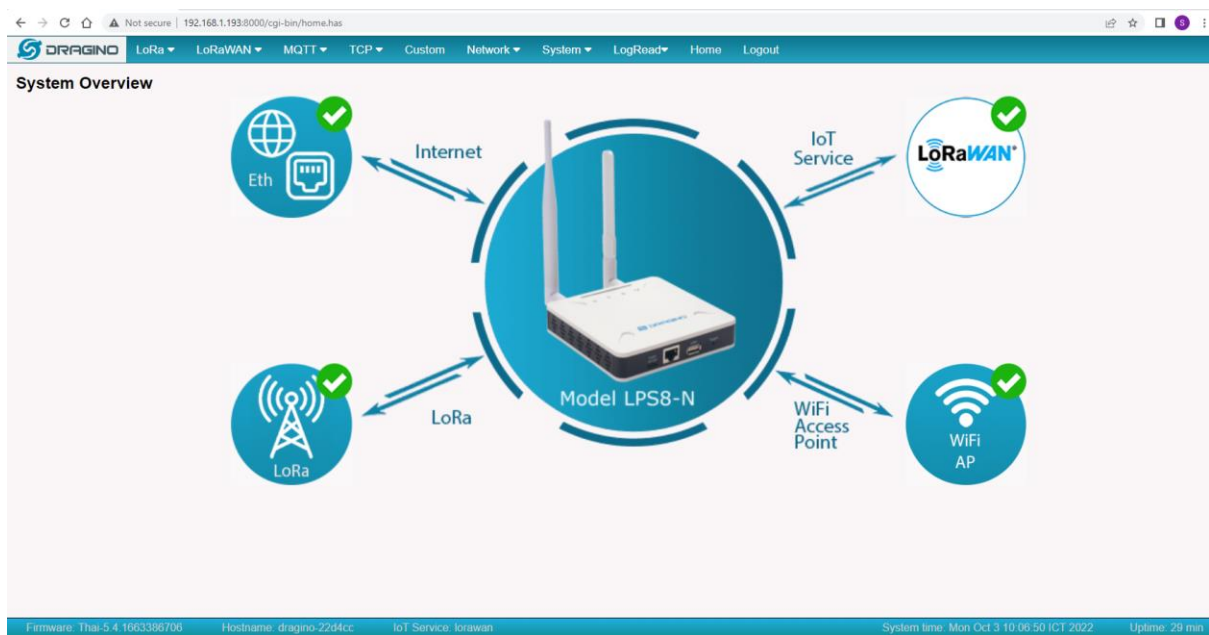 Not secure | 192.168.1.193:8000/cgi-bin/home.has
S
DRAGINO LoRa LoRaWAN MQTT TCP Custom Network System LogRead Home Logout
System Overview
Eth
Internet
IoT
Service
LoRaWAN®
DRAGINO
Model LPS8-N
LoRa
LoRa
WiFi
Access
Point
WiFi
AP
Firmware: Thai-5.4.1663386706 Hostname: dragino-22d4cc IoT Service: lorawan System time: Mon Oct 3 10:06:50 ICT 2022 Uptime: 29 min